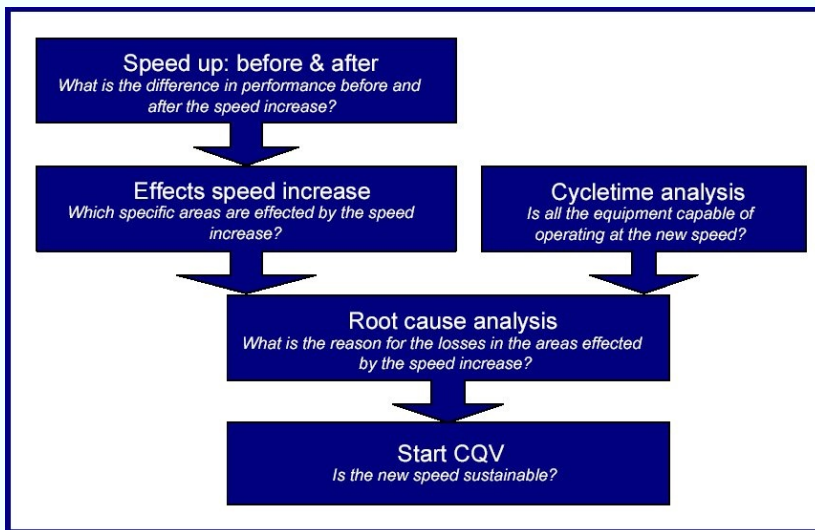 Speed up: before & after
What is the difference in performance before and
after the speed increase?
Effects speed increase
Which specific areas are effected by the speed
increase?
Cycletime analysis
Is all the equipment capable of
operating at the new speed?
Root cause analysis
What is the reason for the losses in the areas effected
by the speed increase?
Start CQV
Is the new speed sustainable?